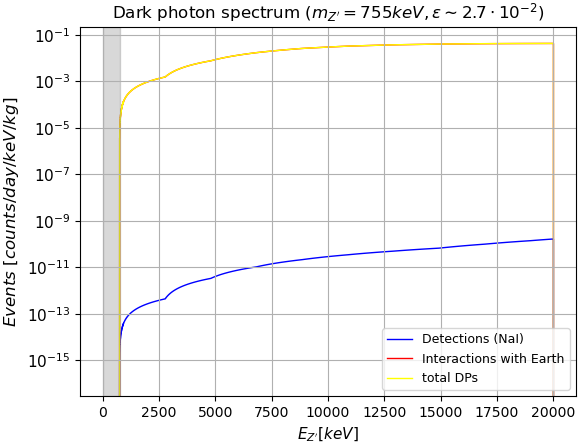 Dark photon spectrum (m_{Z'} = 755keV, ε ~ 2.7 · 10^{−2})
Events [counts/day/keV/kg]
10^{−1}
10^{−3}
10^{−5}
10^{−7}
10^{−9}
10^{−11}
10^{−13}
10^{−15}
Detections (NaI)
Interactions with Earth
total DPs
0 2500 5000 7500 10000 12500 15000 17500 20000
E_{Z'}[keV]